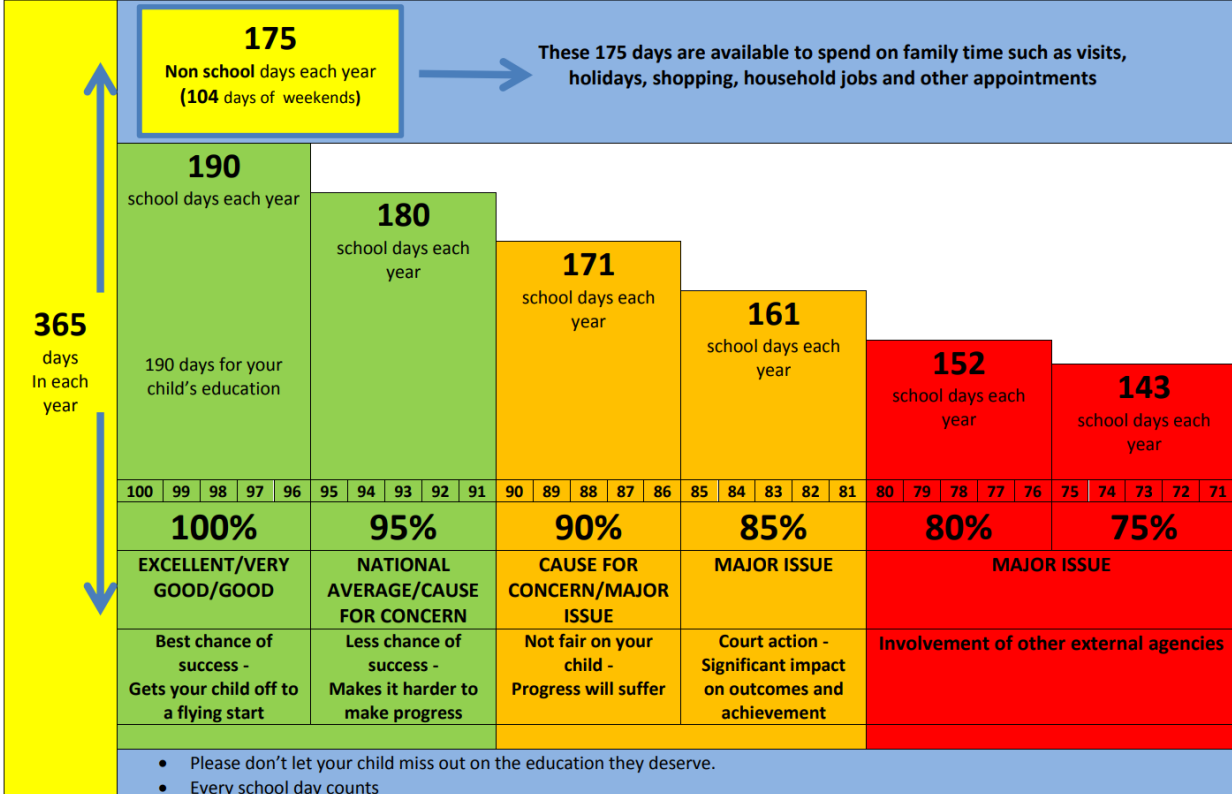 175
Non school days each year
(104 days of weekends)
These 175 days are available to spend on family time such as visits,
holidays, shopping, household jobs and other appointments
365
days
In each
year
190
school days each year
190 days for your
child's education
180
school days each
year
171
school days each
year
161
school days each
year
152
school days each
year
143
school days each
year
100 99 98 97 96 95 94 93 92 91 90 89 88 87 86 85 84 83 82 81 80 79 78 77 76 75 74 73 72 71
100% 95% 90% 85% 80% 75%
EXCELLENT/VERY
GOOD/GOOD
NATIONAL
AVERAGE/CAUSE
FOR CONCERN
CAUSE FOR
CONCERN/MAJOR
ISSUE
MAJOR ISSUE
MAJOR ISSUE
Best chance of
success -
Gets your child off to
a flying start
Less chance of
success -
Makes it harder to
make progress
Not fair on your
child -
Progress will suffer
Court action -
Significant impact
on outcomes and
achievement
Involvement of other external agencies
• Please don't let your child miss out on the education they deserve.
• Every school day counts